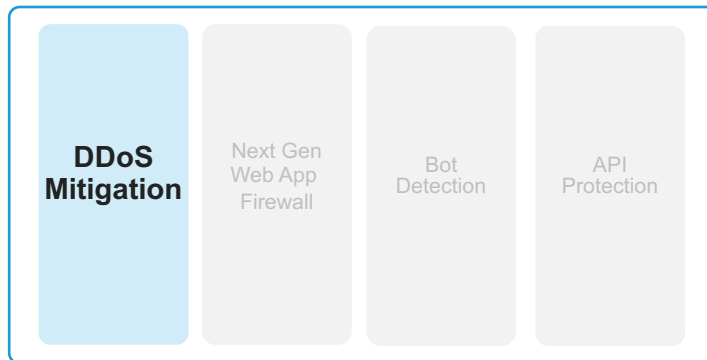 DDoS
Mitigation
Next Gen
Web App
Firewall
Bot
Detection
API
Protection